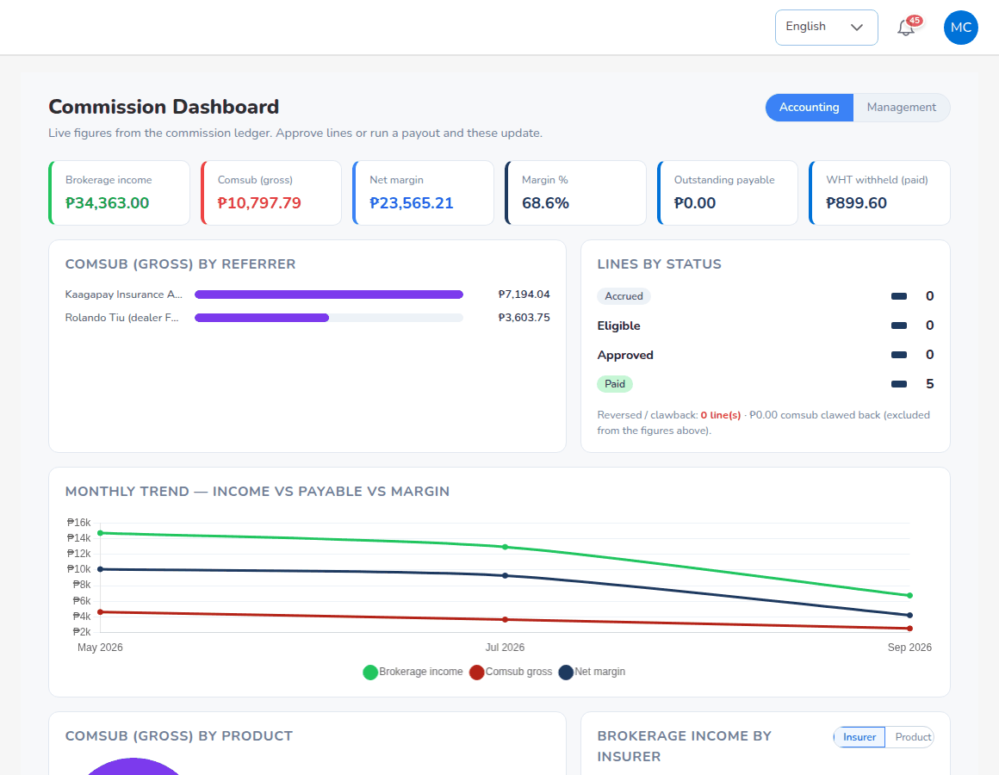 English
45
MC
Commission Dashboard
Accounting Management
Live figures from the commission ledger. Approve lines or run a payout and these update.
Brokerage income
₱34,363.00
Comsub (gross)
₱10,797.79
Net margin
₱23,565.21
Margin %
68.6%
Outstanding payable
₱0.00
WHT withheld (paid)
₱899.60
COMSUB (GROSS) BY REFERRER
Kaagapay Insurance A... ₱7,194.04
Rolando Tiu (dealer F... ₱3,603.75
LINES BY STATUS
Accrued 0
Eligible 0
Approved 0
Paid 5
Reversed / clawback: 0 line(s) · ₱0.00 comsub clawed back (excluded
from the figures above).
MONTHLY TREND — INCOME VS PAYABLE VS MARGIN
₱16k
₱14k
₱12k
₱10k
₱8k
₱6k
₱4k
₱2k
May 2026 Jul 2026 Sep 2026
Brokerage income Comsub gross Net margin
COMSUB (GROSS) BY PRODUCT
BROKERAGE INCOME BY
INSURER
Insurer Product